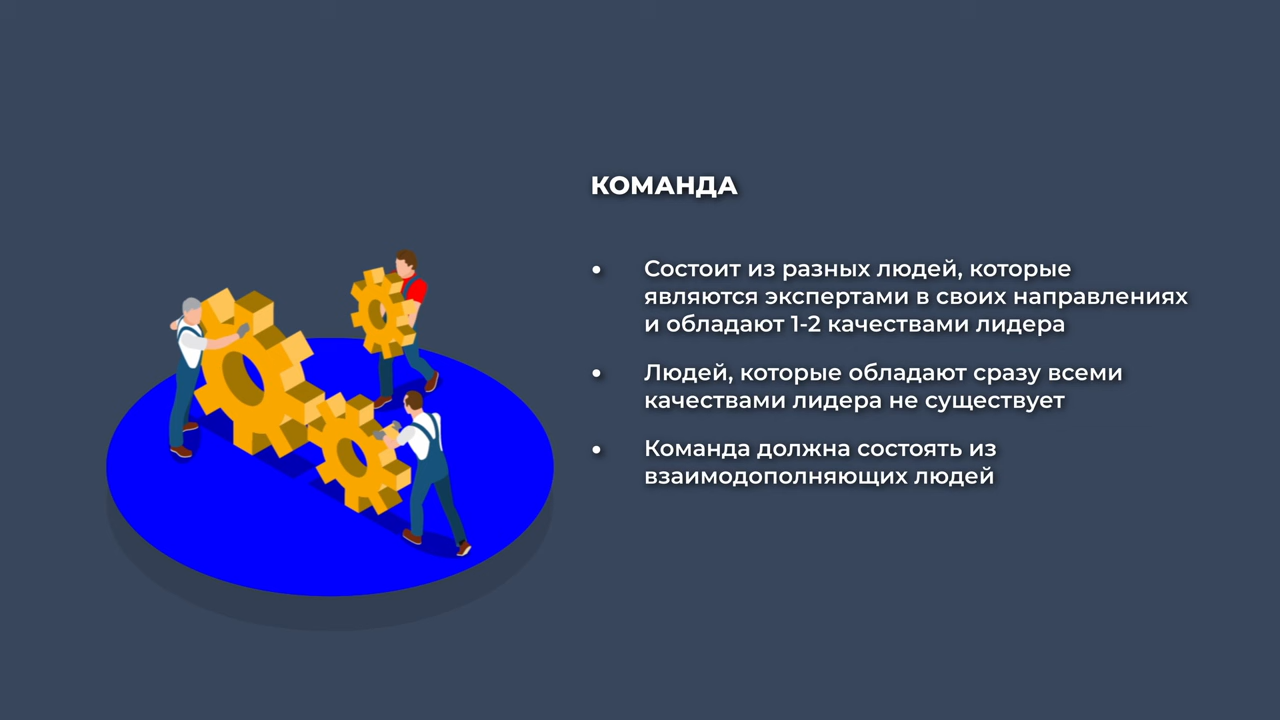 КОМАНДА
• Состоит из разных людей, которые
являются экспертами в своих направлениях
и обладают 1-2 качествами лидера
• Людей, которые обладают сразу всеми
качествами лидера не существует
• Команда должна состоять из
взаимодополняющих людей